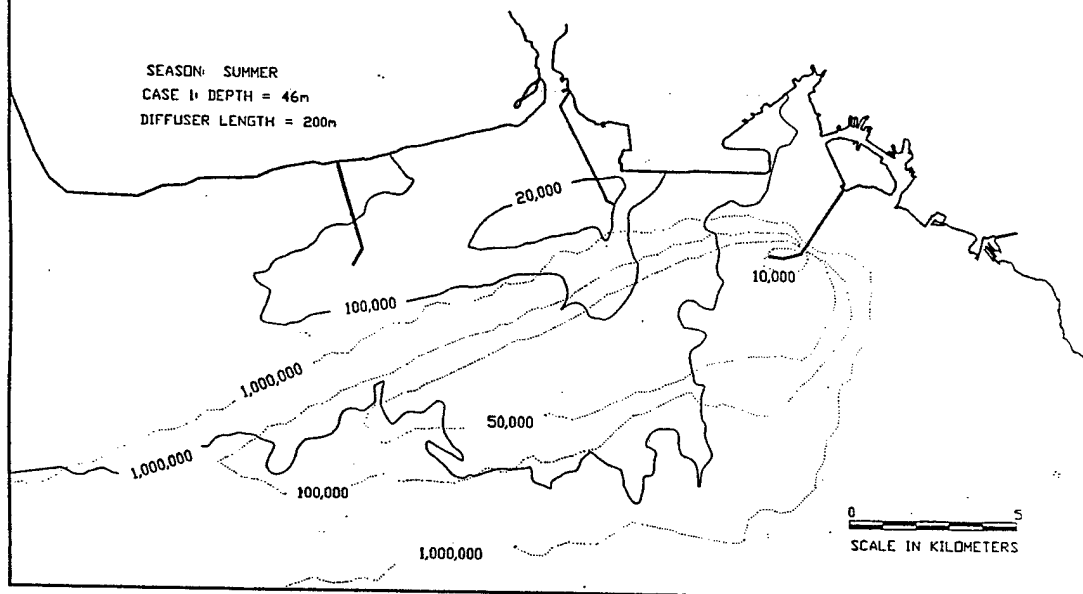 SEASON: SUMMER
CASE 1: DEPTH = 46m
DIFFUSER LENGTH = 200m
20,000
10,000
100,000
1,000,000
50,000
1,000,000
100,000
1,000,000
0 5
SCALE IN KILOMETERS